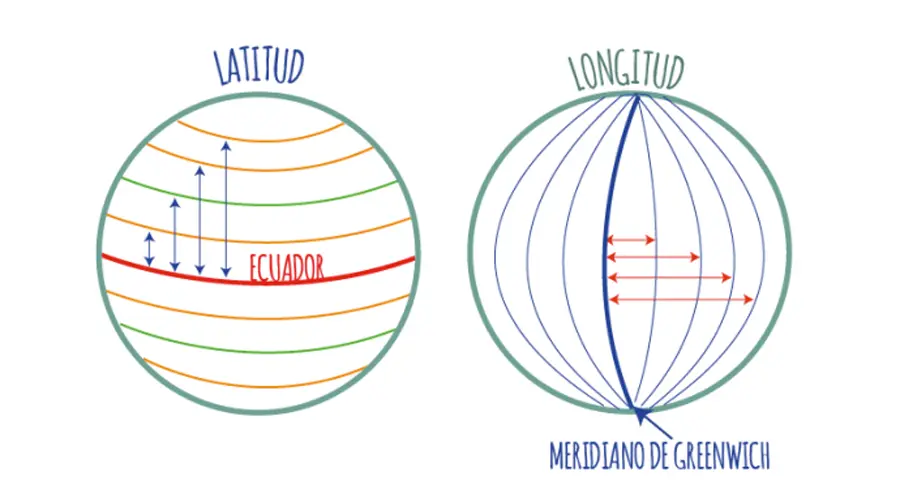 LATITUD
LONGITUD
ECUADOR
MERIDIANO DE GREENWICH